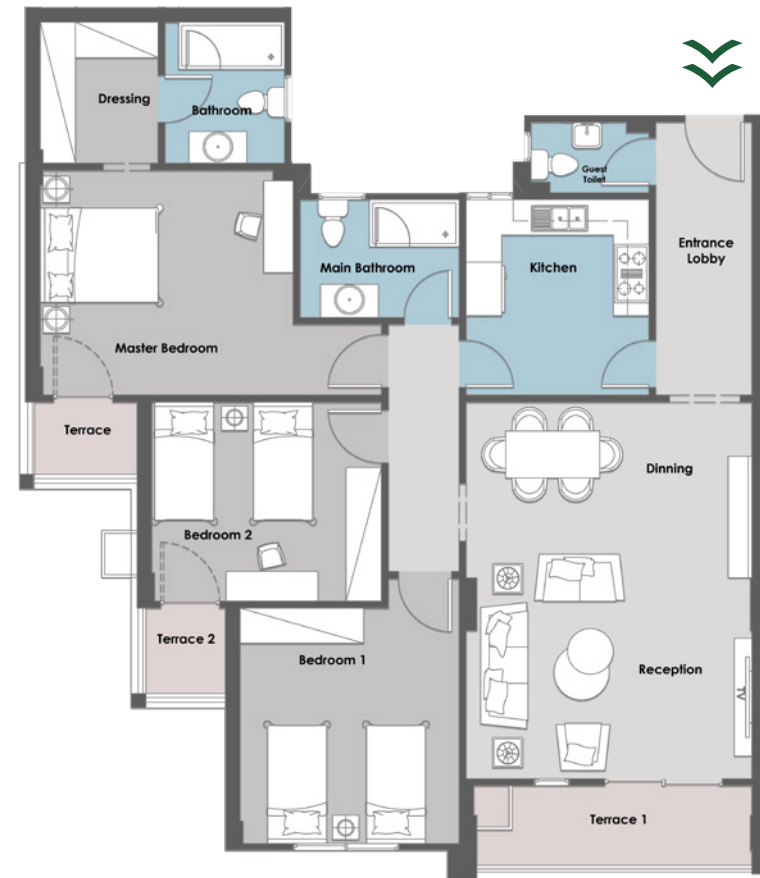 Dressing
Bathroom
Guest
Toilet
Entrance
Lobby
Main Bathroom
Kitchen
Master Bedroom
Terrace
Dinning
Bedroom 2
Terrace 2
Bedroom 1
Reception
TV
Terrace 1